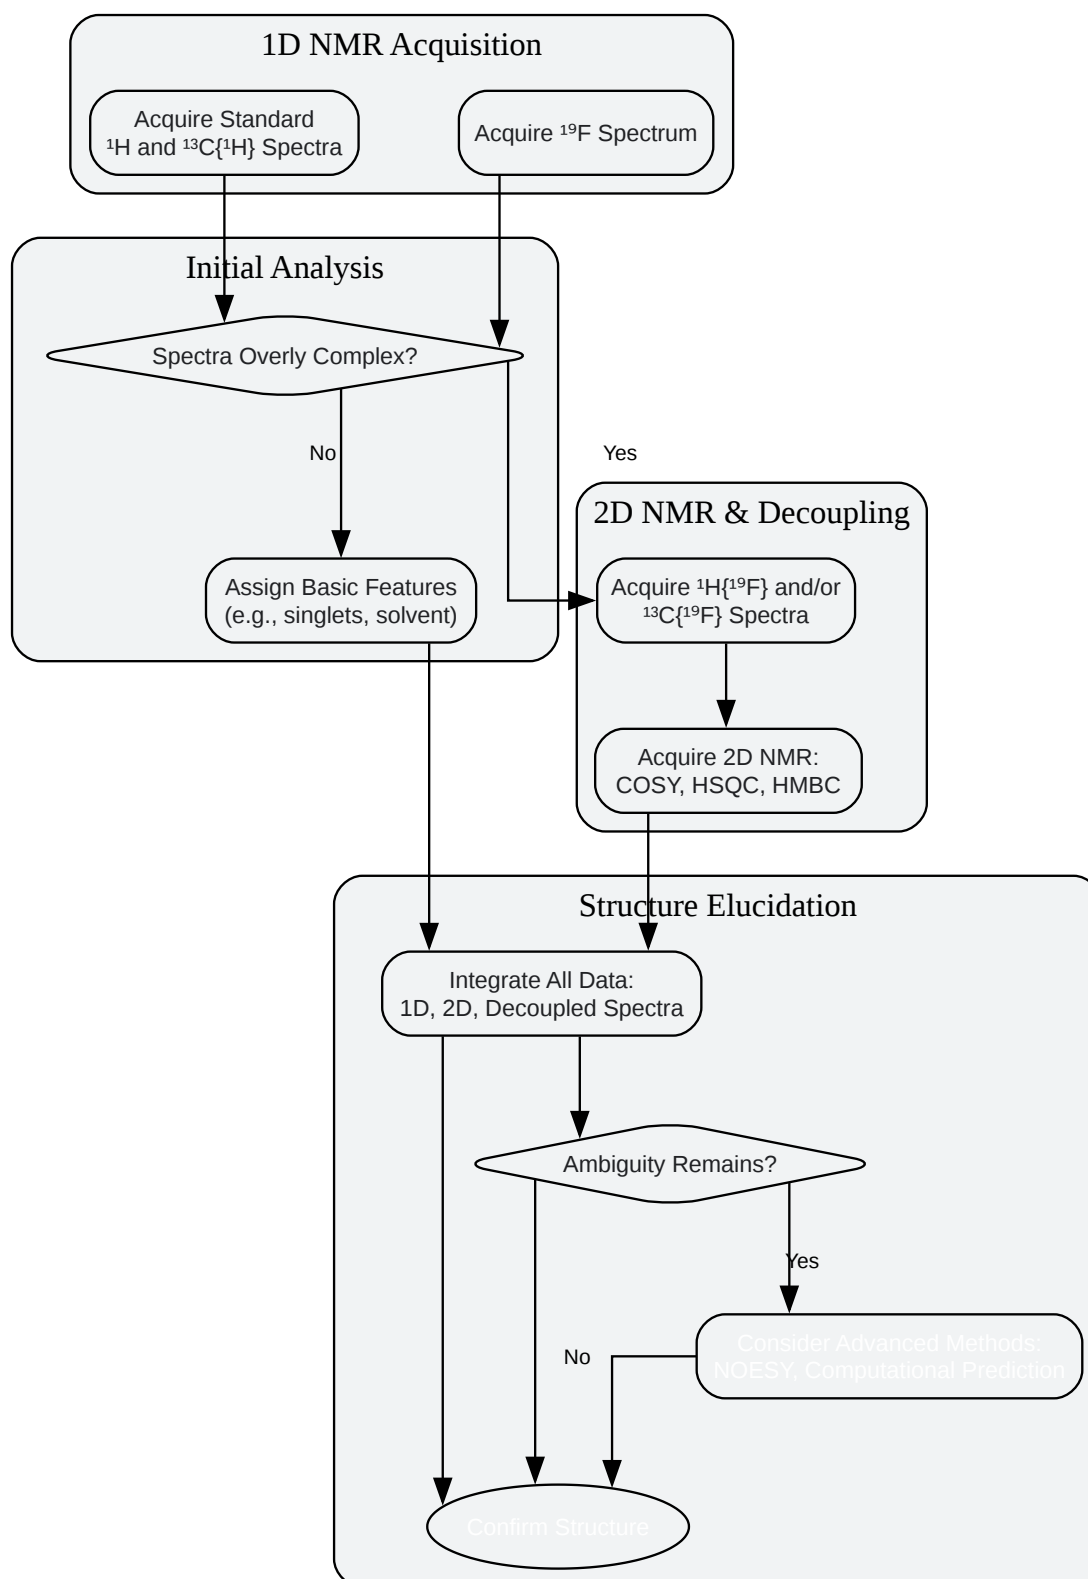 1D NMR Acquisition
Acquire Standard
¹H and ¹³C{¹H} Spectra
Acquire ¹⁹F Spectrum
Initial Analysis
Spectra Overly Complex?
No
Yes
2D NMR & Decoupling
Assign Basic Features
(e.g., singlets, solvent)
Acquire ¹H{¹⁹F} and/or
¹³C{¹⁹F} Spectra
Acquire 2D NMR:
COSY, HSQC, HMBC
Structure Elucidation
Integrate All Data:
1D, 2D, Decoupled Spectra
Ambiguity Remains?
Yes
No
Consider Advanced Methods:
NOESY, Computational Prediction
Confirm Structure